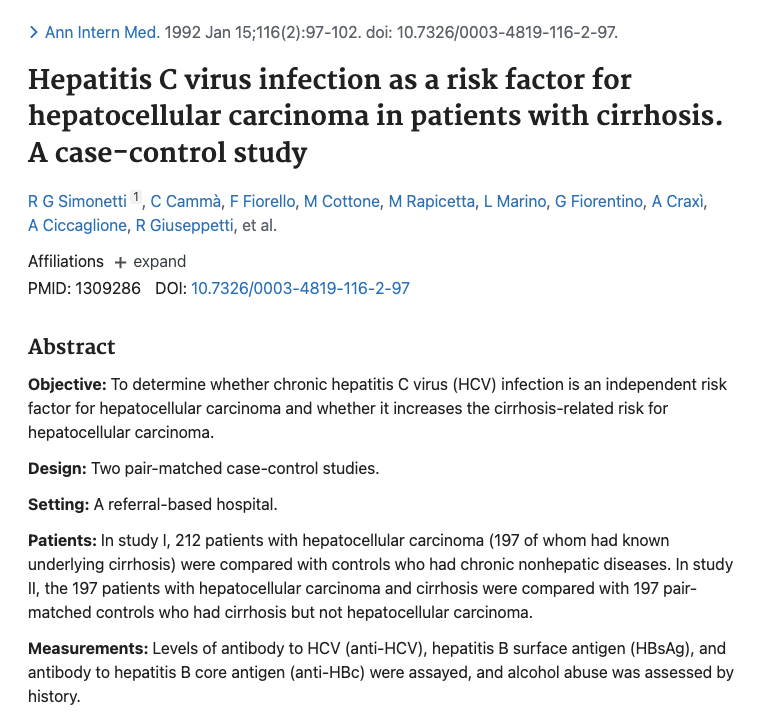 Ann Intern Med. 1992 Jan 15;116(2):97-102. doi: 10.7326/0003-4819-116-2-97.
Hepatitis C virus infection as a risk factor for
hepatocellular carcinoma in patients with cirrhosis.
A case-control study
R G Simonetti 1, C Cammà, F Fiorello, M Cottone, M Rapicetta, L Marino, G Fiorentino, A Craxì,
A Ciccaglione, R Giuseppetti, et al.
Affiliations + expand
PMID: 1309286 DOI: 10.7326/0003-4819-116-2-97
Abstract
Objective: To determine whether chronic hepatitis C virus (HCV) infection is an independent risk
factor for hepatocellular carcinoma and whether it increases the cirrhosis-related risk for
hepatocellular carcinoma.
Design: Two pair-matched case-control studies.
Setting: A referral-based hospital.
Patients: In study I, 212 patients with hepatocellular carcinoma (197 of whom had known
underlying cirrhosis) were compared with controls who had chronic nonhepatic diseases. In study
II, the 197 patients with hepatocellular carcinoma and cirrhosis were compared with 197 pair-
matched controls who had cirrhosis but not hepatocellular carcinoma.
Measurements: Levels of antibody to HCV (anti-HCV), hepatitis B surface antigen (HBsAg), and
antibody to hepatitis B core antigen (anti-HBc) were assayed, and alcohol abuse was assessed by
history.